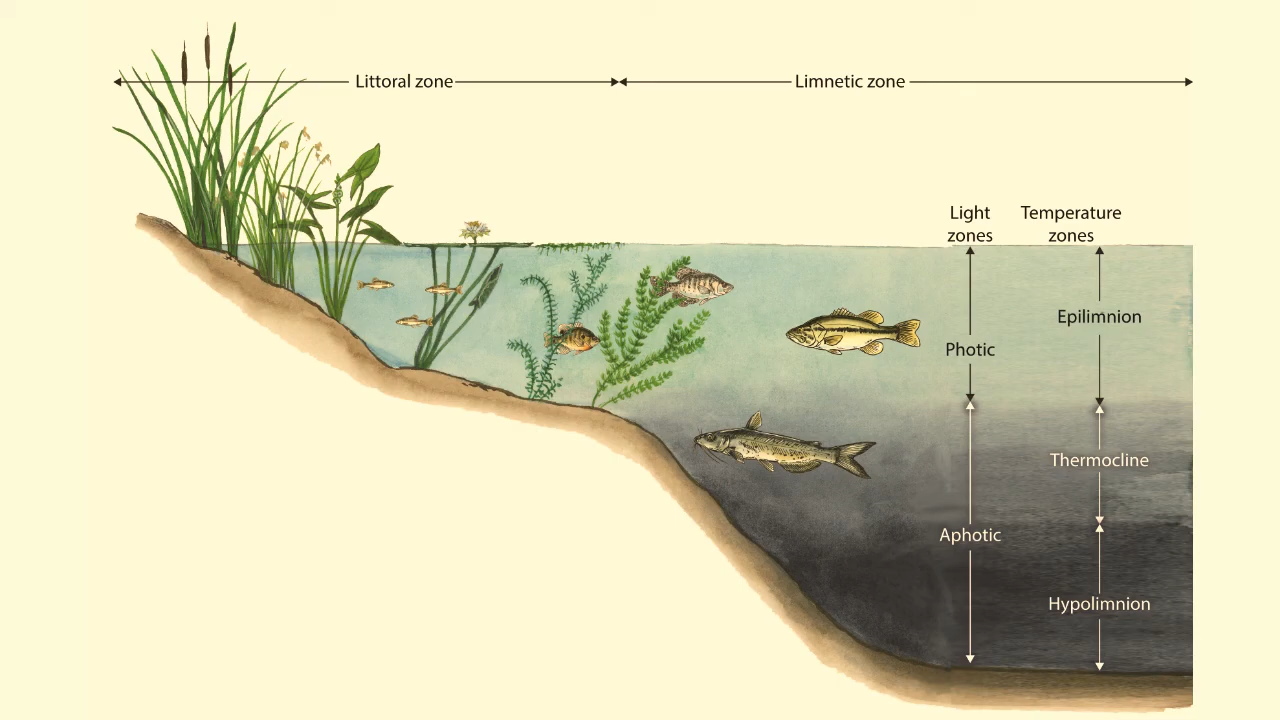 Littoral zone
Limnetic zone
Light
zones
Temperature
zones
Epilimnion
Photic
Thermocline
Aphotic
Hypolimnion